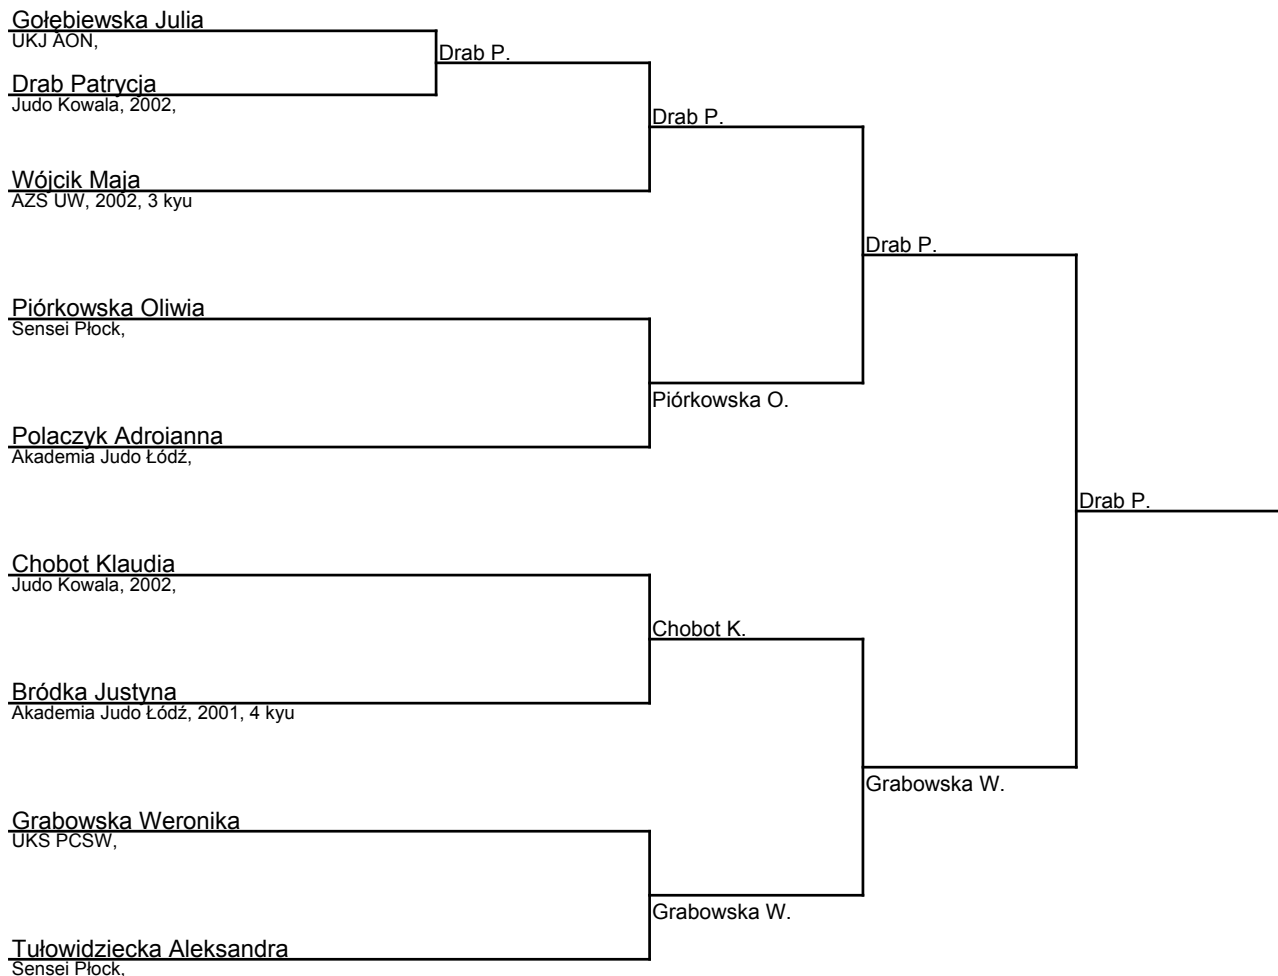 Gołębiewska Julia
UKJ AON,
Drab P.
Drab Patrycja
Judo Kowala, 2002,
Drab P.
Wójcik Maja
AZS UW, 2002, 3 kyu
Drab P.
Piórkowska Oliwia
Sensei Płock,
Piórkowska O.
Polaczyk Adroianna
Akademia Judo Łódź,
Drab P.
Chobot Klaudia
Judo Kowala, 2002,
Chobot K.
Bródka Justyna
Akademia Judo Łódź, 2001, 4 kyu
Grabowska W.
Grabowska Weronika
UKS PCSW,
Grabowska W.
Tułowidziecka Aleksandra
Sensei Płock,